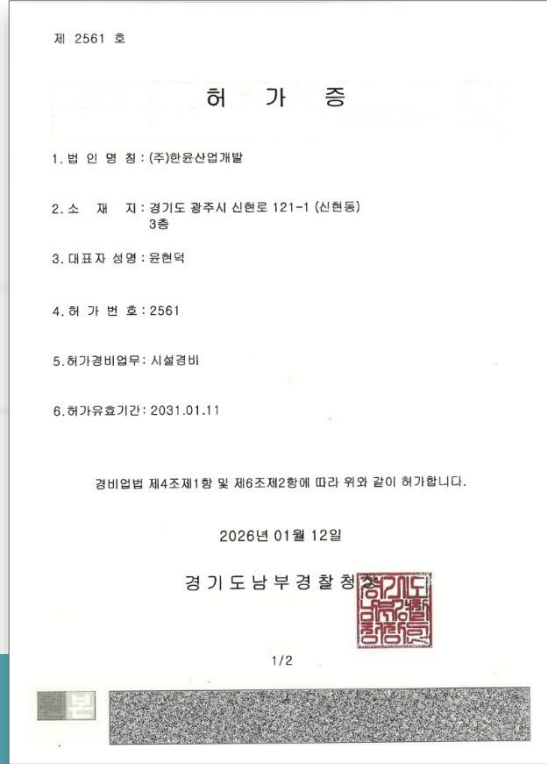 제 2561 호
허 가 증
1. 법 인 명 칭 : (주)한윤산업개발
2. 소 재 지 : 경기도 광주시 신현로 121-1 (신현동)
3층
3. 대표자 성명 : 윤현덕
4. 허 가 번 호 : 2561
5. 허가경비업무: 시설경비
6. 허가유효기간: 2031.01.11
경비업법 제4조제1항 및 제6조제2항에 따라 위와 같이 허가합니다.
2026년 01월 12일
경 기 도 남 부 경 찰 청
1/2
본